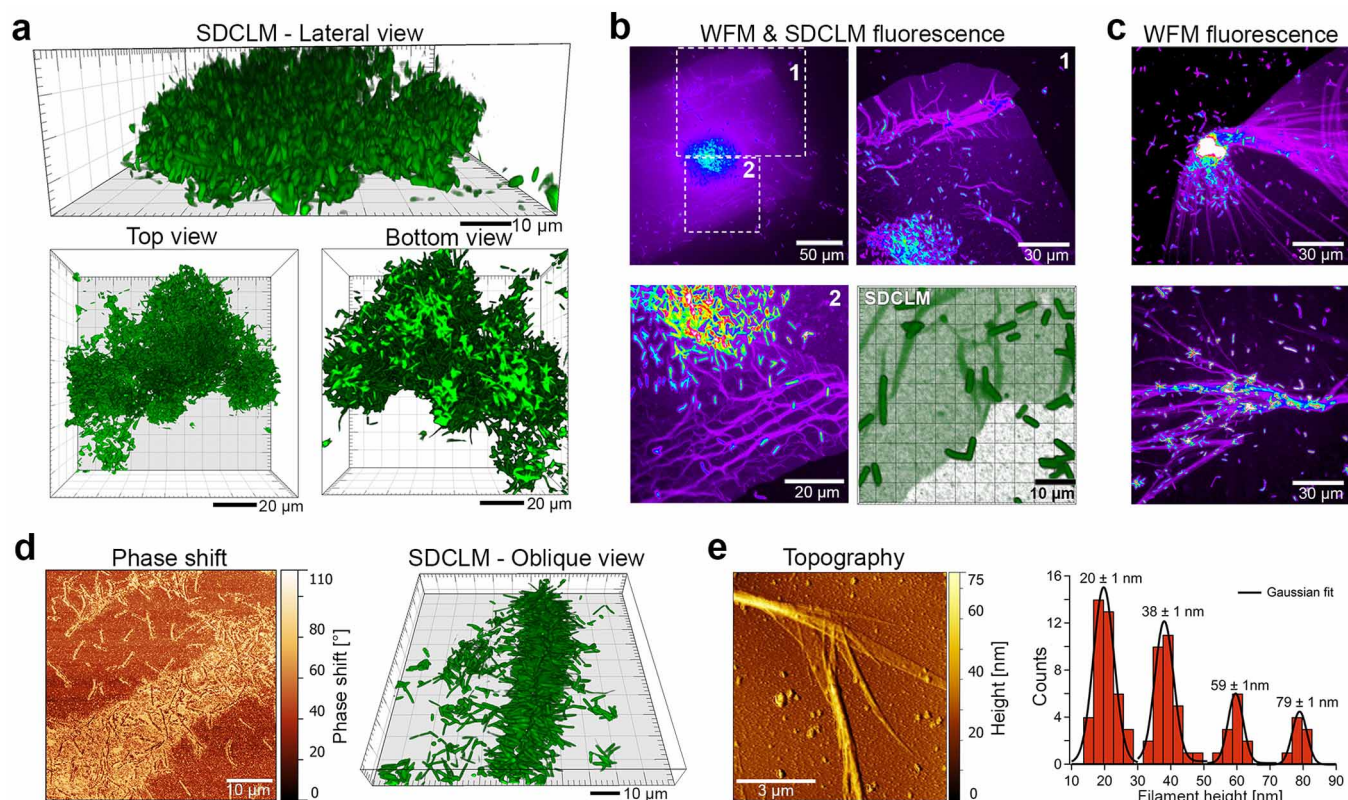 a
SDCLM - Lateral view
10 µm
Top view
Bottom view
20 µm
20 µm
b
WFM & SDCLM fluorescence
1
2
50 µm
1
30 µm
2
20 µm
SDCLM
10 µm
c
WFM fluorescence
30 µm
30 µm
d
Phase shift
10 µm
110
80
60
40
20
0
Phase shift [°]
SDCLM - Oblique view
10 µm
e
Topography
3 µm
75
60
40
20
0
Height [nm]
16
12
8
4
0
Counts
20 ± 1 nm
38 ± 1 nm
59 ± 1nm
79 ± 1 nm
Gaussian fit
10 20 30 40 50 60 70 80 90
Filament height [nm]